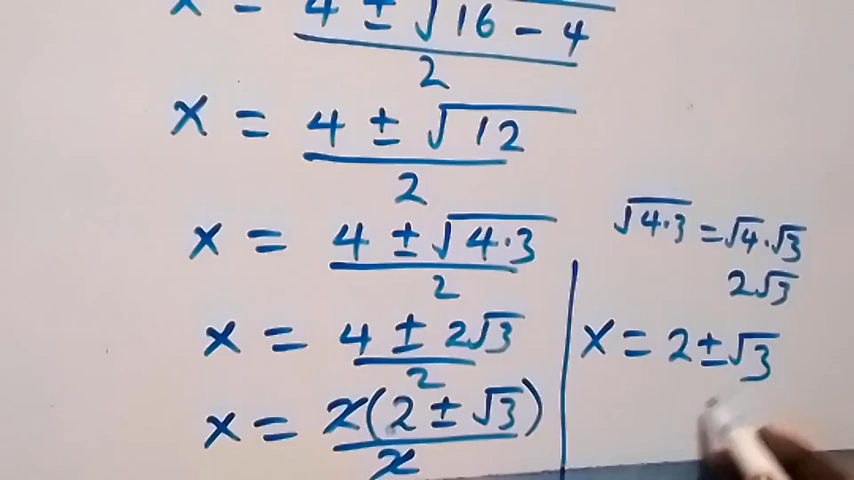 x = 4 ± √16 - 4 / 2
x = 4 ± √12 / 2
x = 4 ± √4·3 / 2
x = 4 ± 2√3 / 2
x = 2(2 ± √3) / 2
√4·3 = √4·√3
2√3
x = 2 ± √3